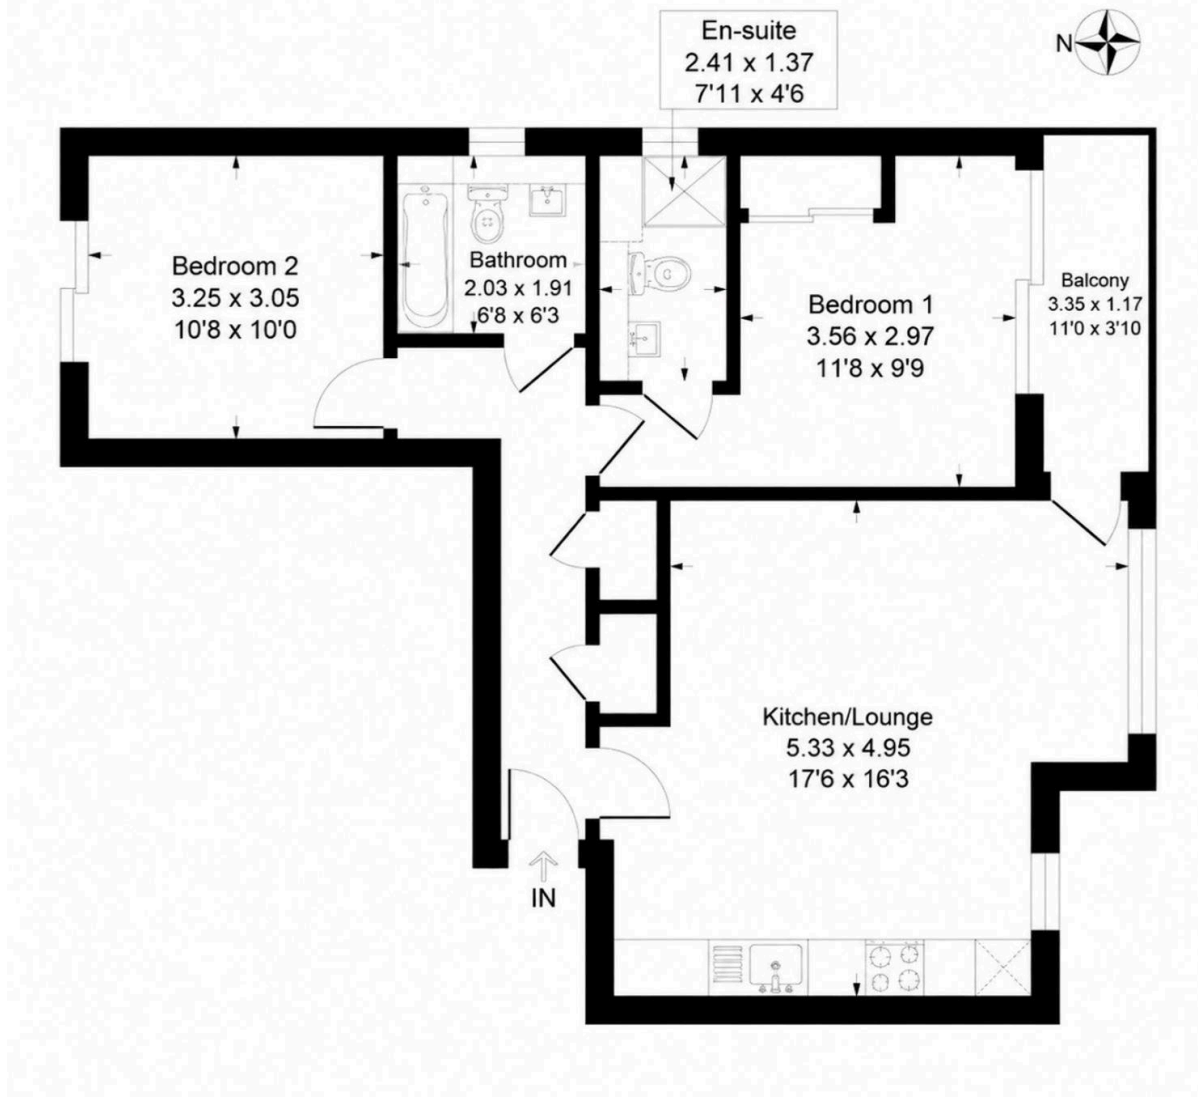 En-suite
2.41 x 1.37
7'11 x 4'6
N
Bedroom 2
3.25 x 3.05
10'8 x 10'0
Bathroom
2.03 x 1.91
6'8 x 6'3
Bedroom 1
3.56 x 2.97
11'8 x 9'9
Balcony
3.35 x 1.17
11'0 x 3'10
Kitchen/Lounge
5.33 x 4.95
17'6 x 16'3
IN